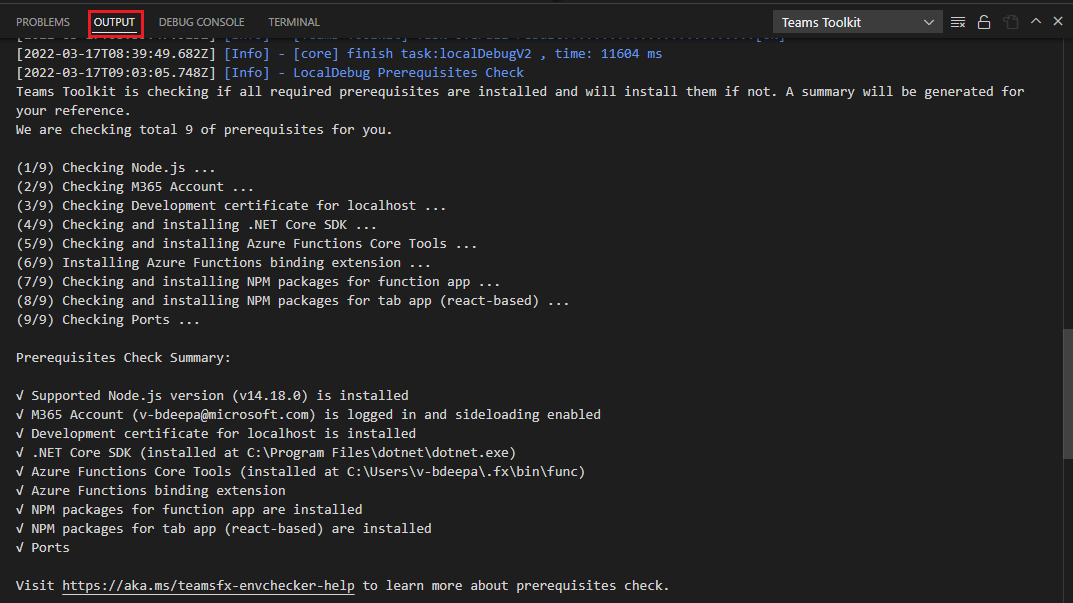 PROBLEMS OUTPUT DEBUG CONSOLE TERMINAL Teams Toolkit
[2022-03-17T08:39:49.682Z] [Info] - [core] finish task:localDebugV2 , time: 11604 ms
[2022-03-17T09:03:05.748Z] [Info] - LocalDebug Prerequisites Check
Teams Toolkit is checking if all required prerequisites are installed and will install them if not. A summary will be generated for
your reference.
We are checking total 9 of prerequisites for you.
(1/9) Checking Node.js ...
(2/9) Checking M365 Account ...
(3/9) Checking Development certificate for localhost ...
(4/9) Checking and installing .NET Core SDK ...
(5/9) Checking and installing Azure Functions Core Tools ...
(6/9) Installing Azure Functions binding extension ...
(7/9) Checking and installing NPM packages for function app ...
(8/9) Checking and installing NPM packages for tab app (react-based) ...
(9/9) Checking Ports ...
Prerequisites Check Summary:
√ Supported Node.js version (v14.18.0) is installed
√ M365 Account (v-bdeepa@microsoft.com) is logged in and sideloading enabled
√ Development certificate for localhost is installed
√ .NET Core SDK (installed at C:\Program Files\dotnet\dotnet.exe)
√ Azure Functions Core Tools (installed at C:\Users\v-bdeepa\.fx\bin\func)
√ Azure Functions binding extension
√ NPM packages for function app are installed
√ NPM packages for tab app (react-based) are installed
√ Ports
Visit https://aka.ms/teamsfx-envchecker-help to learn more about prerequisites check.